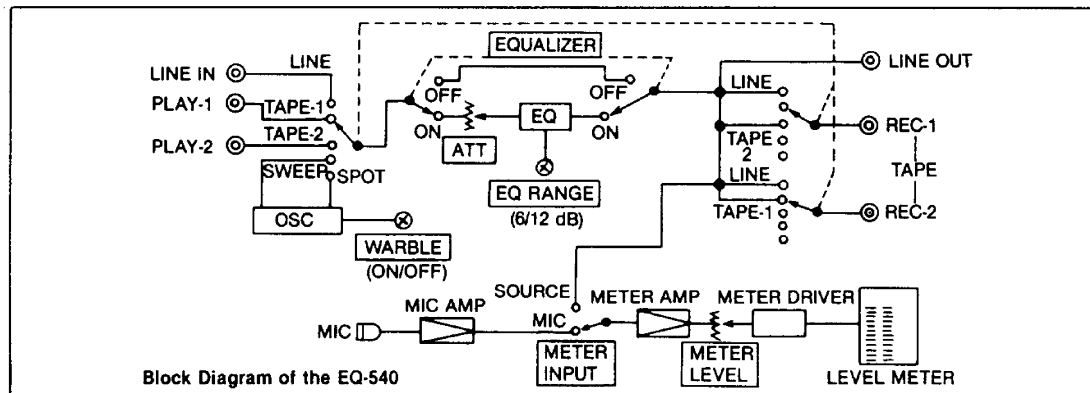 EQUALIZER
LINE IN
LINE
OFF
OFF
LINE OUT
PLAY-1
TAPE-1
LINE
ON
EQ
ON
REC-1
PLAY-2
TAPE-2
ATT
TAPE
2
SWEEP
SPOT
EQ RANGE
LINE
TAPE
OSC
(6/12 dB)
TAPE-1
REC-2
WARBLE
(ON/OFF)
SOURCE
MIC AMP
METER AMP
METER DRIVER
MIC
MIC
METER
INPUT
METER
LEVEL
LEVEL METER
Block Diagram of the EQ-540